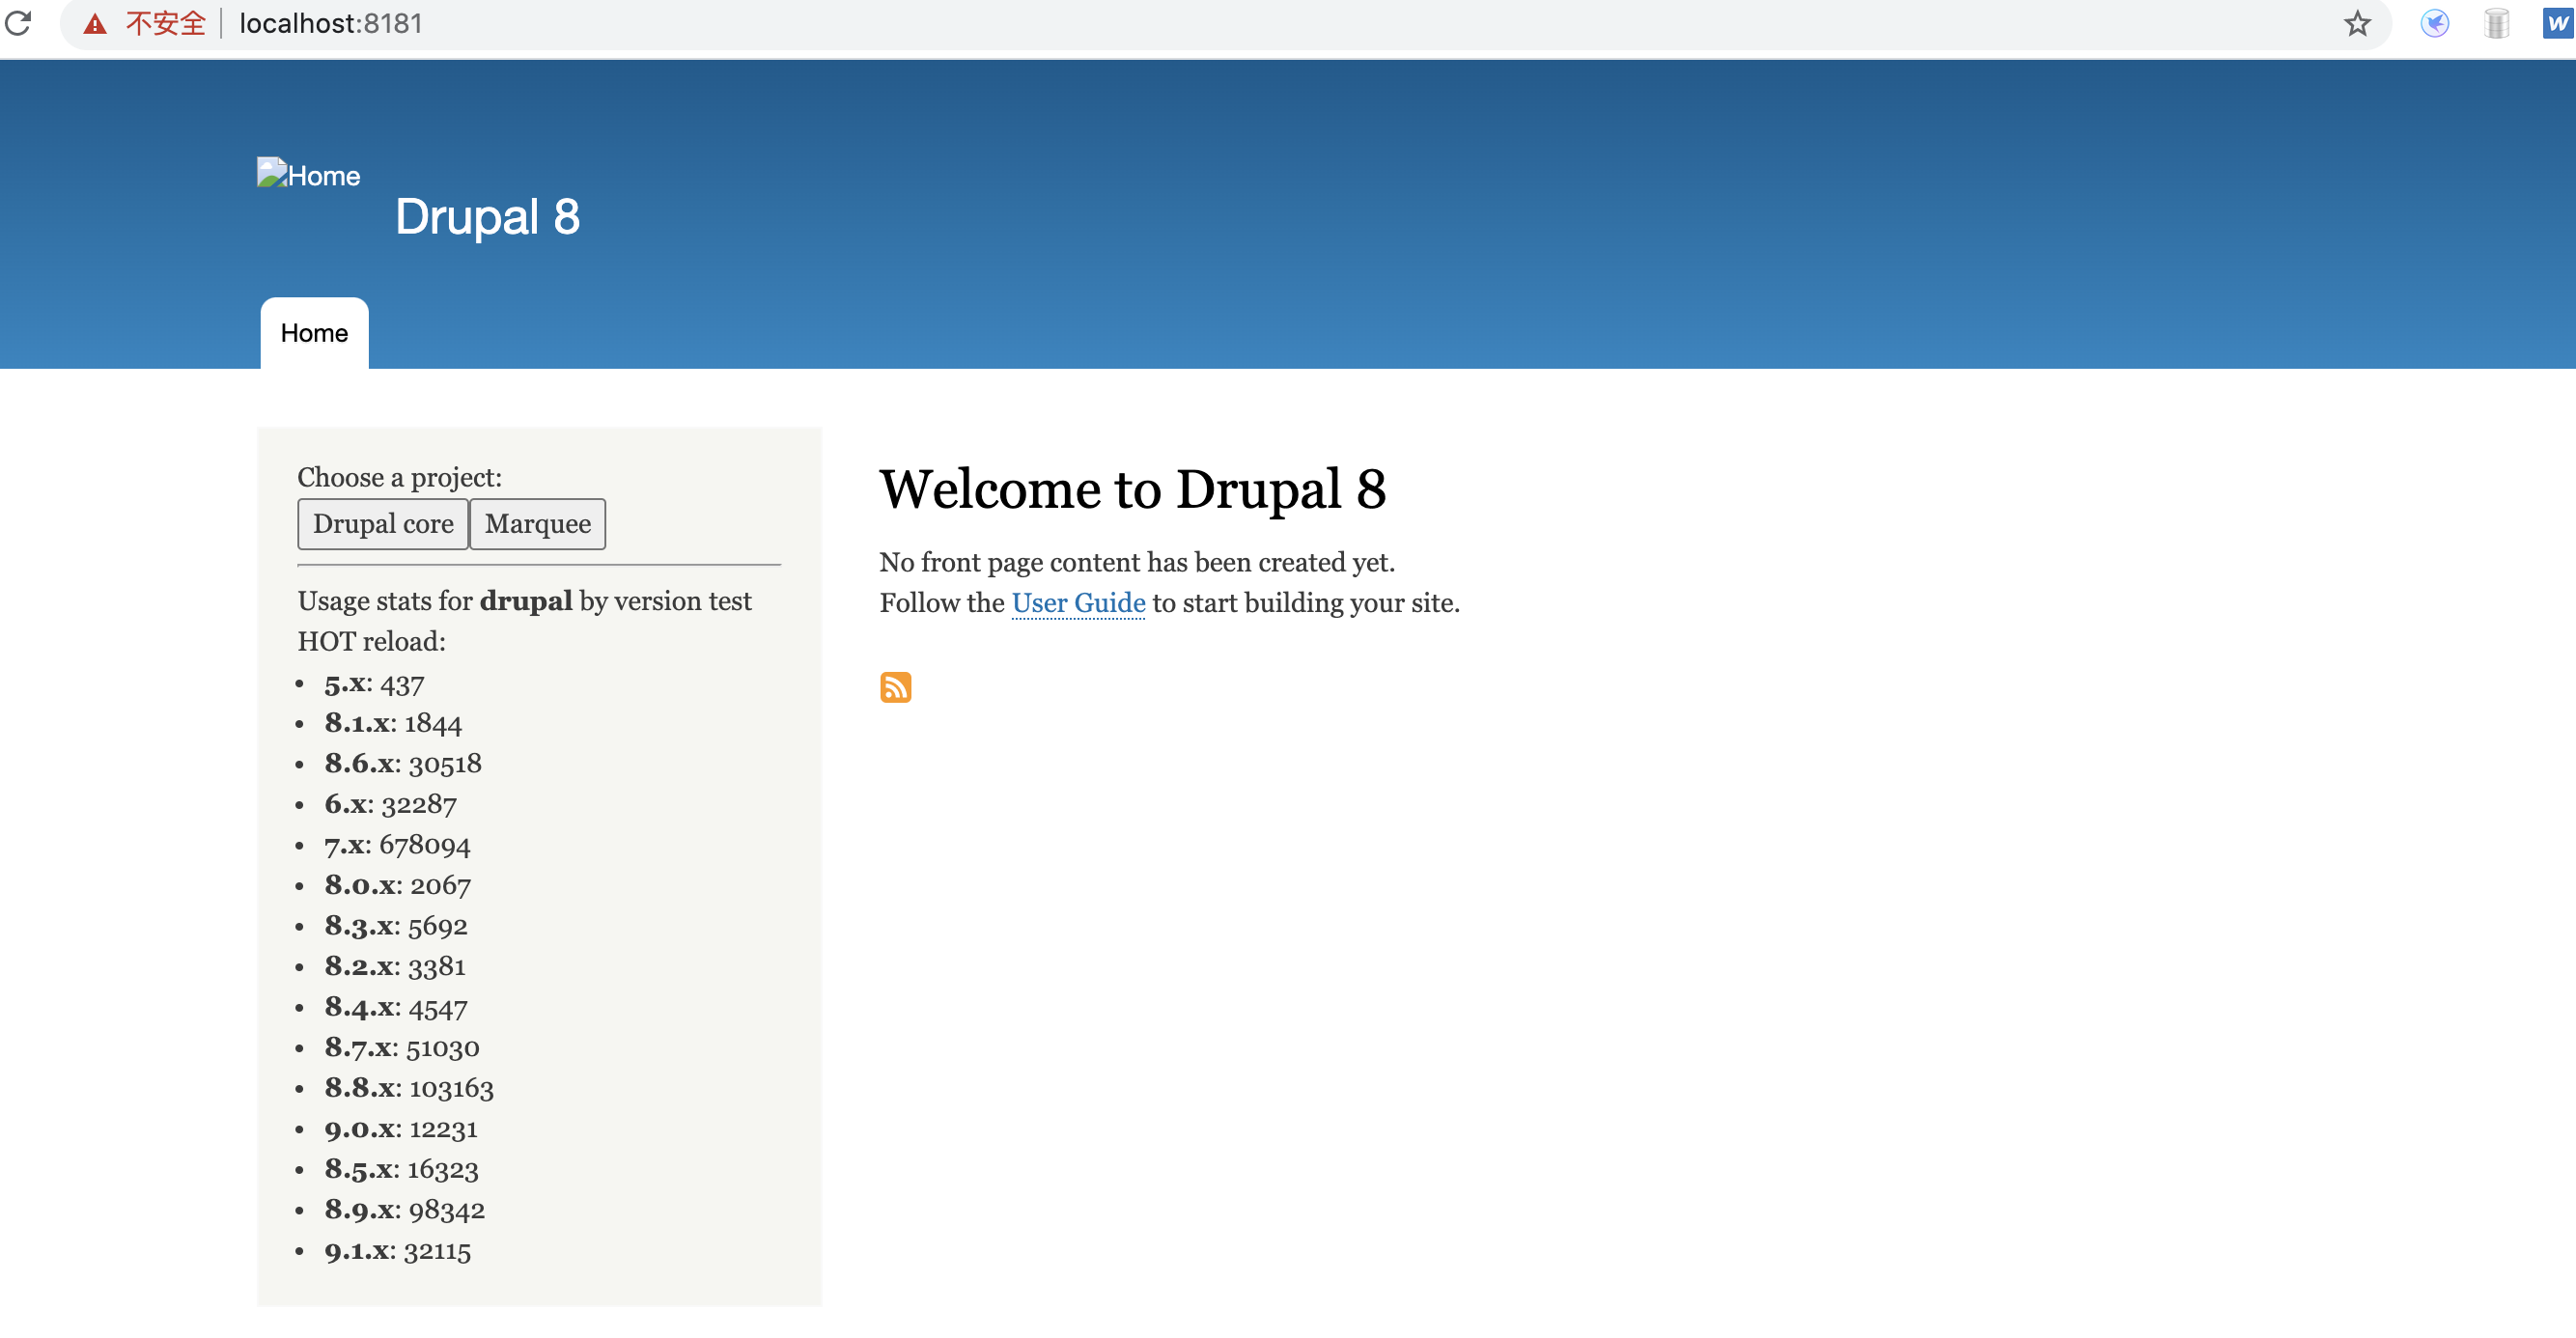 不安全 localhost:8181
Home
Drupal 8
Home
Choose a project:
Drupal core Marquee
Usage stats for drupal by version test
HOT reload:
5.x: 437
8.1.x: 1844
8.6.x: 30518
6.x: 32287
7.x: 678094
8.0.x: 2067
8.3.x: 5692
8.2.x: 3381
8.4.x: 4547
8.7.x: 51030
8.8.x: 103163
9.0.x: 12231
8.5.x: 16323
8.9.x: 98342
9.1.x: 32115
Welcome to Drupal 8
No front page content has been created yet.
Follow the User Guide to start building your site.
W